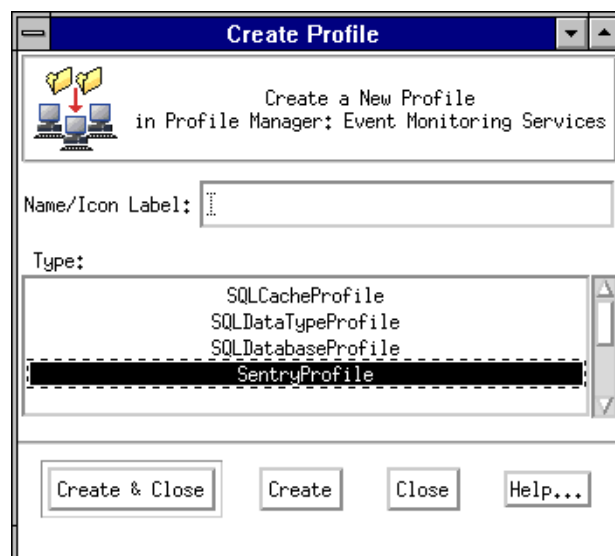 Create Profile
Create a New Profile
in Profile Manager: Event Monitoring Services
Name/Icon Label:
Type:
SQLCacheProfile
SQLDataTypeProfile
SQLDatabaseProfile
SentryProfile
Create & Close Create Close Help...